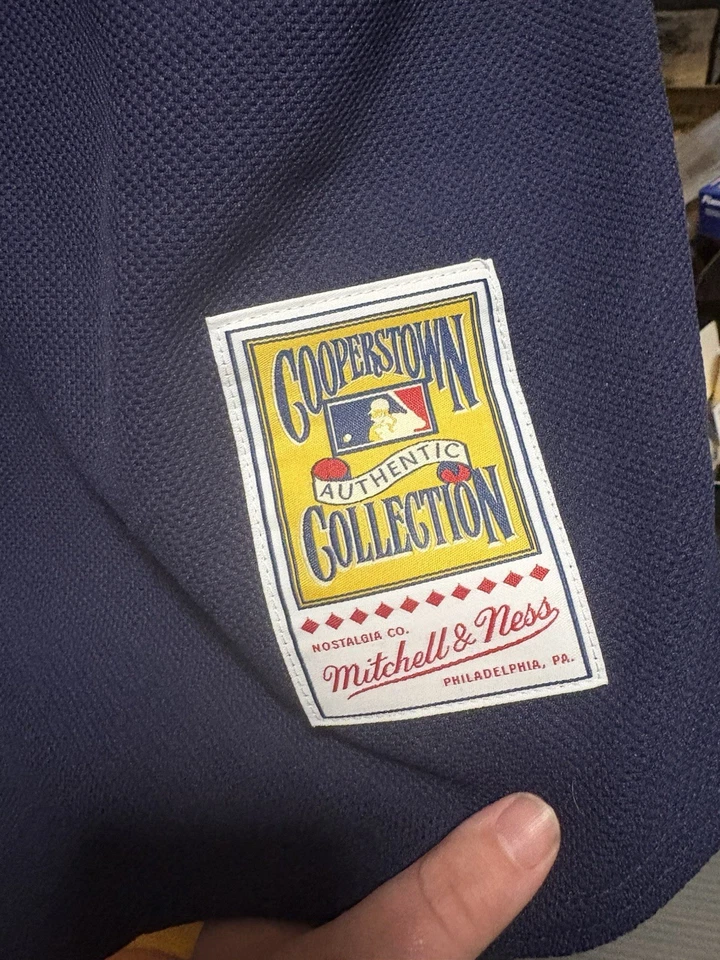 COOPERSTOWN
AUTHENTIC
COLLECTION
NOSTALGIA CO.
Mitchell & Ness
PHILADELPHIA, PA.